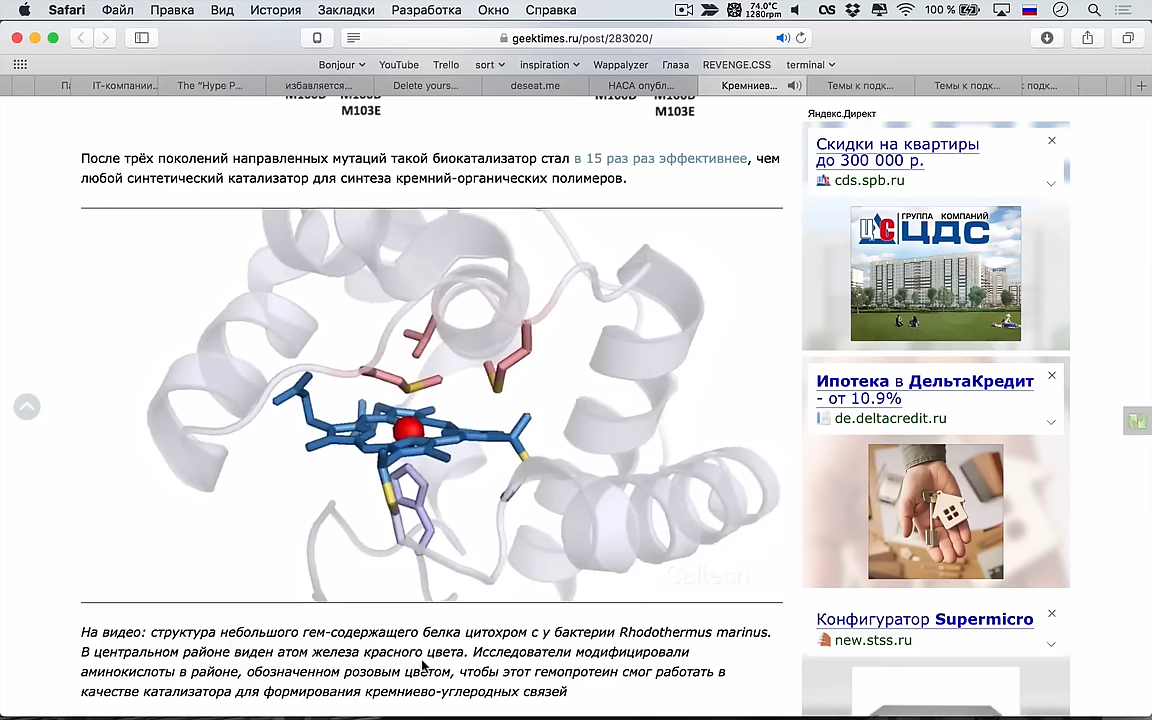 Safari Файл Правка Вид История Закладки Разработка Окно Справка 74.0°C 1280rpm 100 %
geektimes.ru/post/283020/
Bonjour YouTube Trello sort inspiration Wappalyzer Глаза REVENGE.CSS terminal
IT-компании... The “Hype P... избавляется... Delete yours... deseat.me НАСА опубл... Кремниев... Темы к подк... Темы к подк... : подк...
M103E M103E
После трёх поколений направленных мутаций такой биокатализатор стал в 15 раз раз эффективнее, чем
любой синтетический катализатор для синтеза кремний-органических полимеров.
Caltech
На видео: структура небольшого гем-содержащего белка цитохром c у бактерии Rhodothermus marinus.
В центральном районе виден атом железа красного цвета. Исследователи модифицировали
аминокислоты в районе, обозначенном розовым цветом, чтобы этот гемопротеин смог работать в
качестве катализатора для формирования кремниево-углеродных связей
Яндекс.Директ
Скидки на квартиры
до 300 000 р.
cds.spb.ru
ГРУППА КОМПАНИЙ
ЦДС
Ипотека в ДельтаКредит
- от 10.9%
de.deltacredit.ru
Конфигуратор Supermicro
new.stss.ru